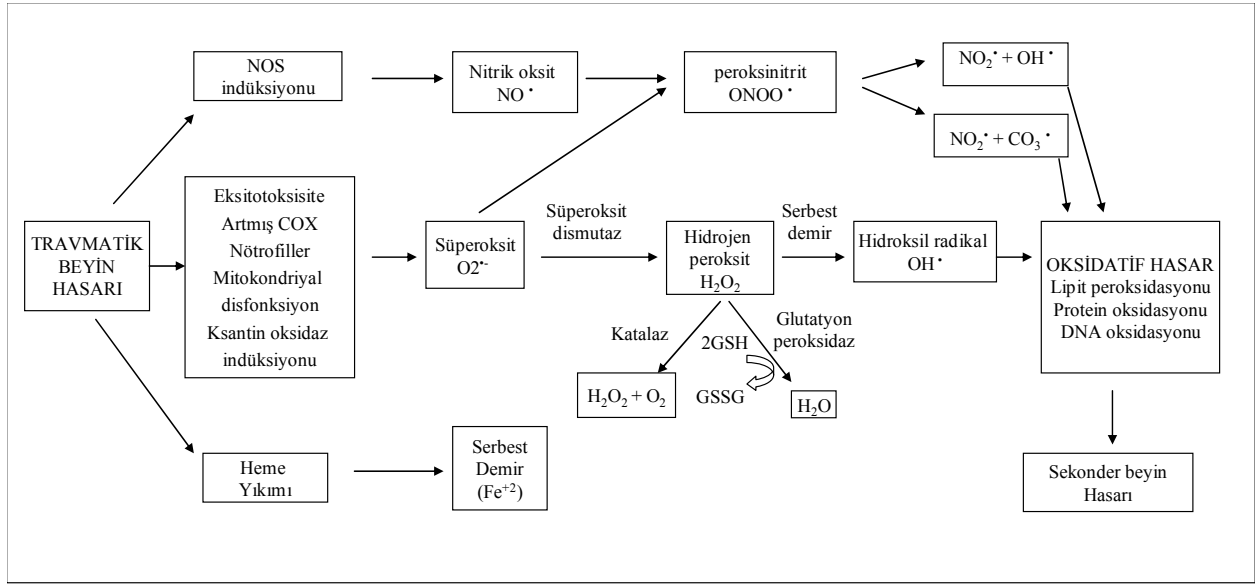 NOS
indüksiyonu
Nitrik oksit
NO •
peroksinitrit
ONOO •
NO₂• + OH •
NO₂• + CO₃ •
TRAVMATİK
BEYİN
HASARI
Eksitotoksisite
Artmış COX
Nötrofiller
Mitokondriyal
disfonksiyon
Ksantin oksidaz
indüksiyonu
Süperoksit
O2•-
Süperoksit
dismutaz
Hidrojen
peroksit
H₂O₂
Serbest
demir
Hidroksil radikal
OH •
OKSİDATİF HASAR
Lipit peroksidasyonu
Protein oksidasyonu
DNA oksidasyonu
Katalaz
2GSH
Glutatyon
peroksidaz
H₂O₂ + O₂
GSSG
H₂O
Heme
Yıkımı
Serbest
Demir
(Fe⁺²)
Sekonder beyin
Hasarı